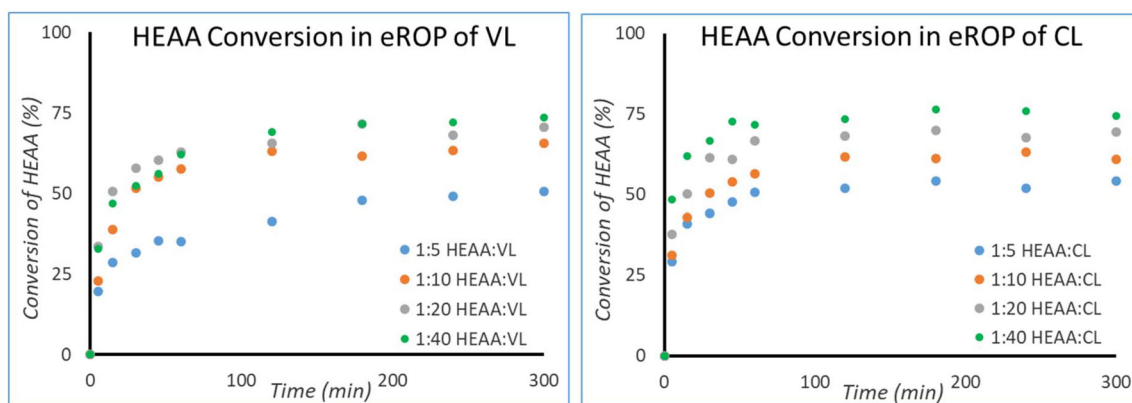 HEAA Conversion in eROP of VL
Conversion of HEAA (%)
100
75
50
25
0
0
100
200
300
Time (min)
1:5 HEAA:VL
1:10 HEAA:VL
1:20 HEAA:VL
1:40 HEAA:VL
HEAA Conversion in eROP of CL
Conversion of HEAA (%)
100
75
50
25
0
0
100
200
300
Time (min)
1:5 HEAA:CL
1:10 HEAA:CL
1:20 HEAA:CL
1:40 HEAA:CL